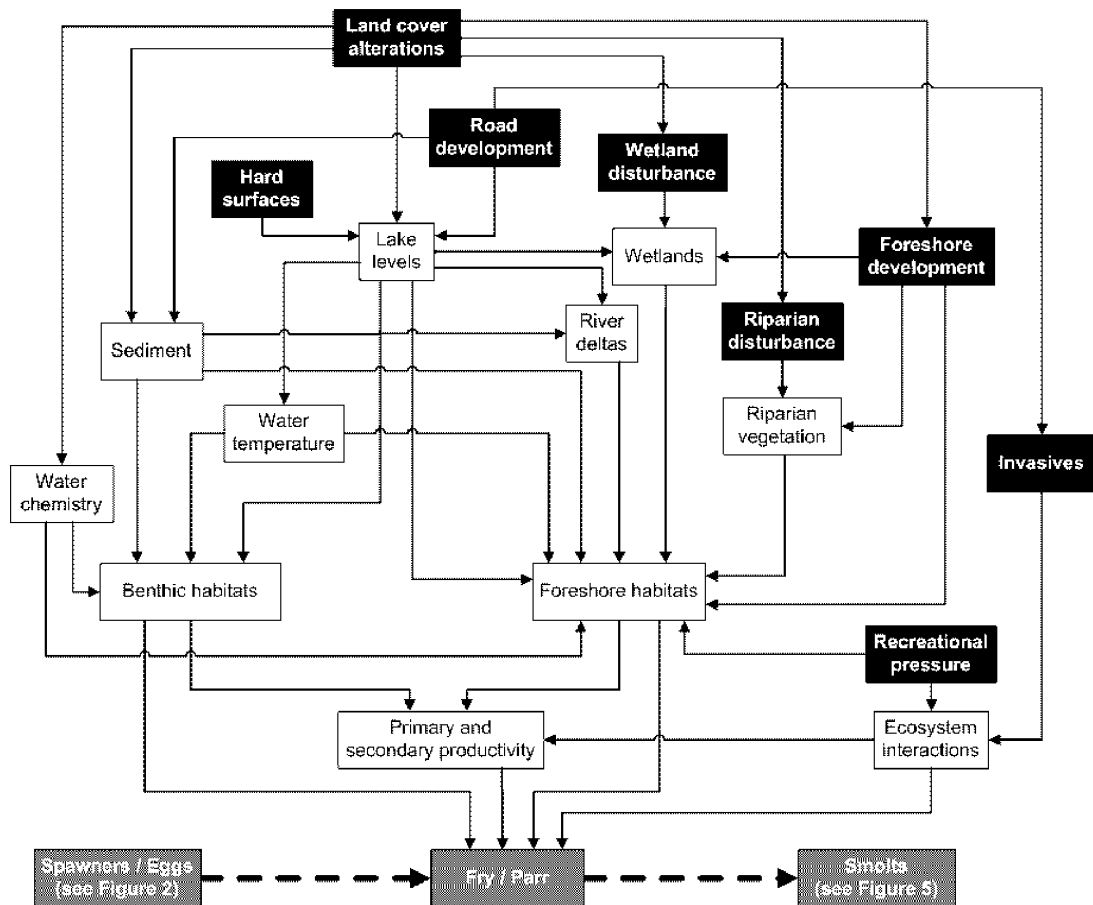 Land cover
alterations
Road
development
Wetland
disturbance
Hard
surfaces
Lake
levels
Wetlands
Foreshore
development
River
deltas
Riparian
disturbance
Sediment
Water
temperature
Riparian
vegetation
Invasives
Water
chemistry
Benthic habitats
Foreshore habitats
Recreational
pressure
Primary and
secondary productivity
Ecosystem
interactions
Spawners / Eggs
(see Figure 2)
Fry / Parr
Smolts
(see Figure 5)